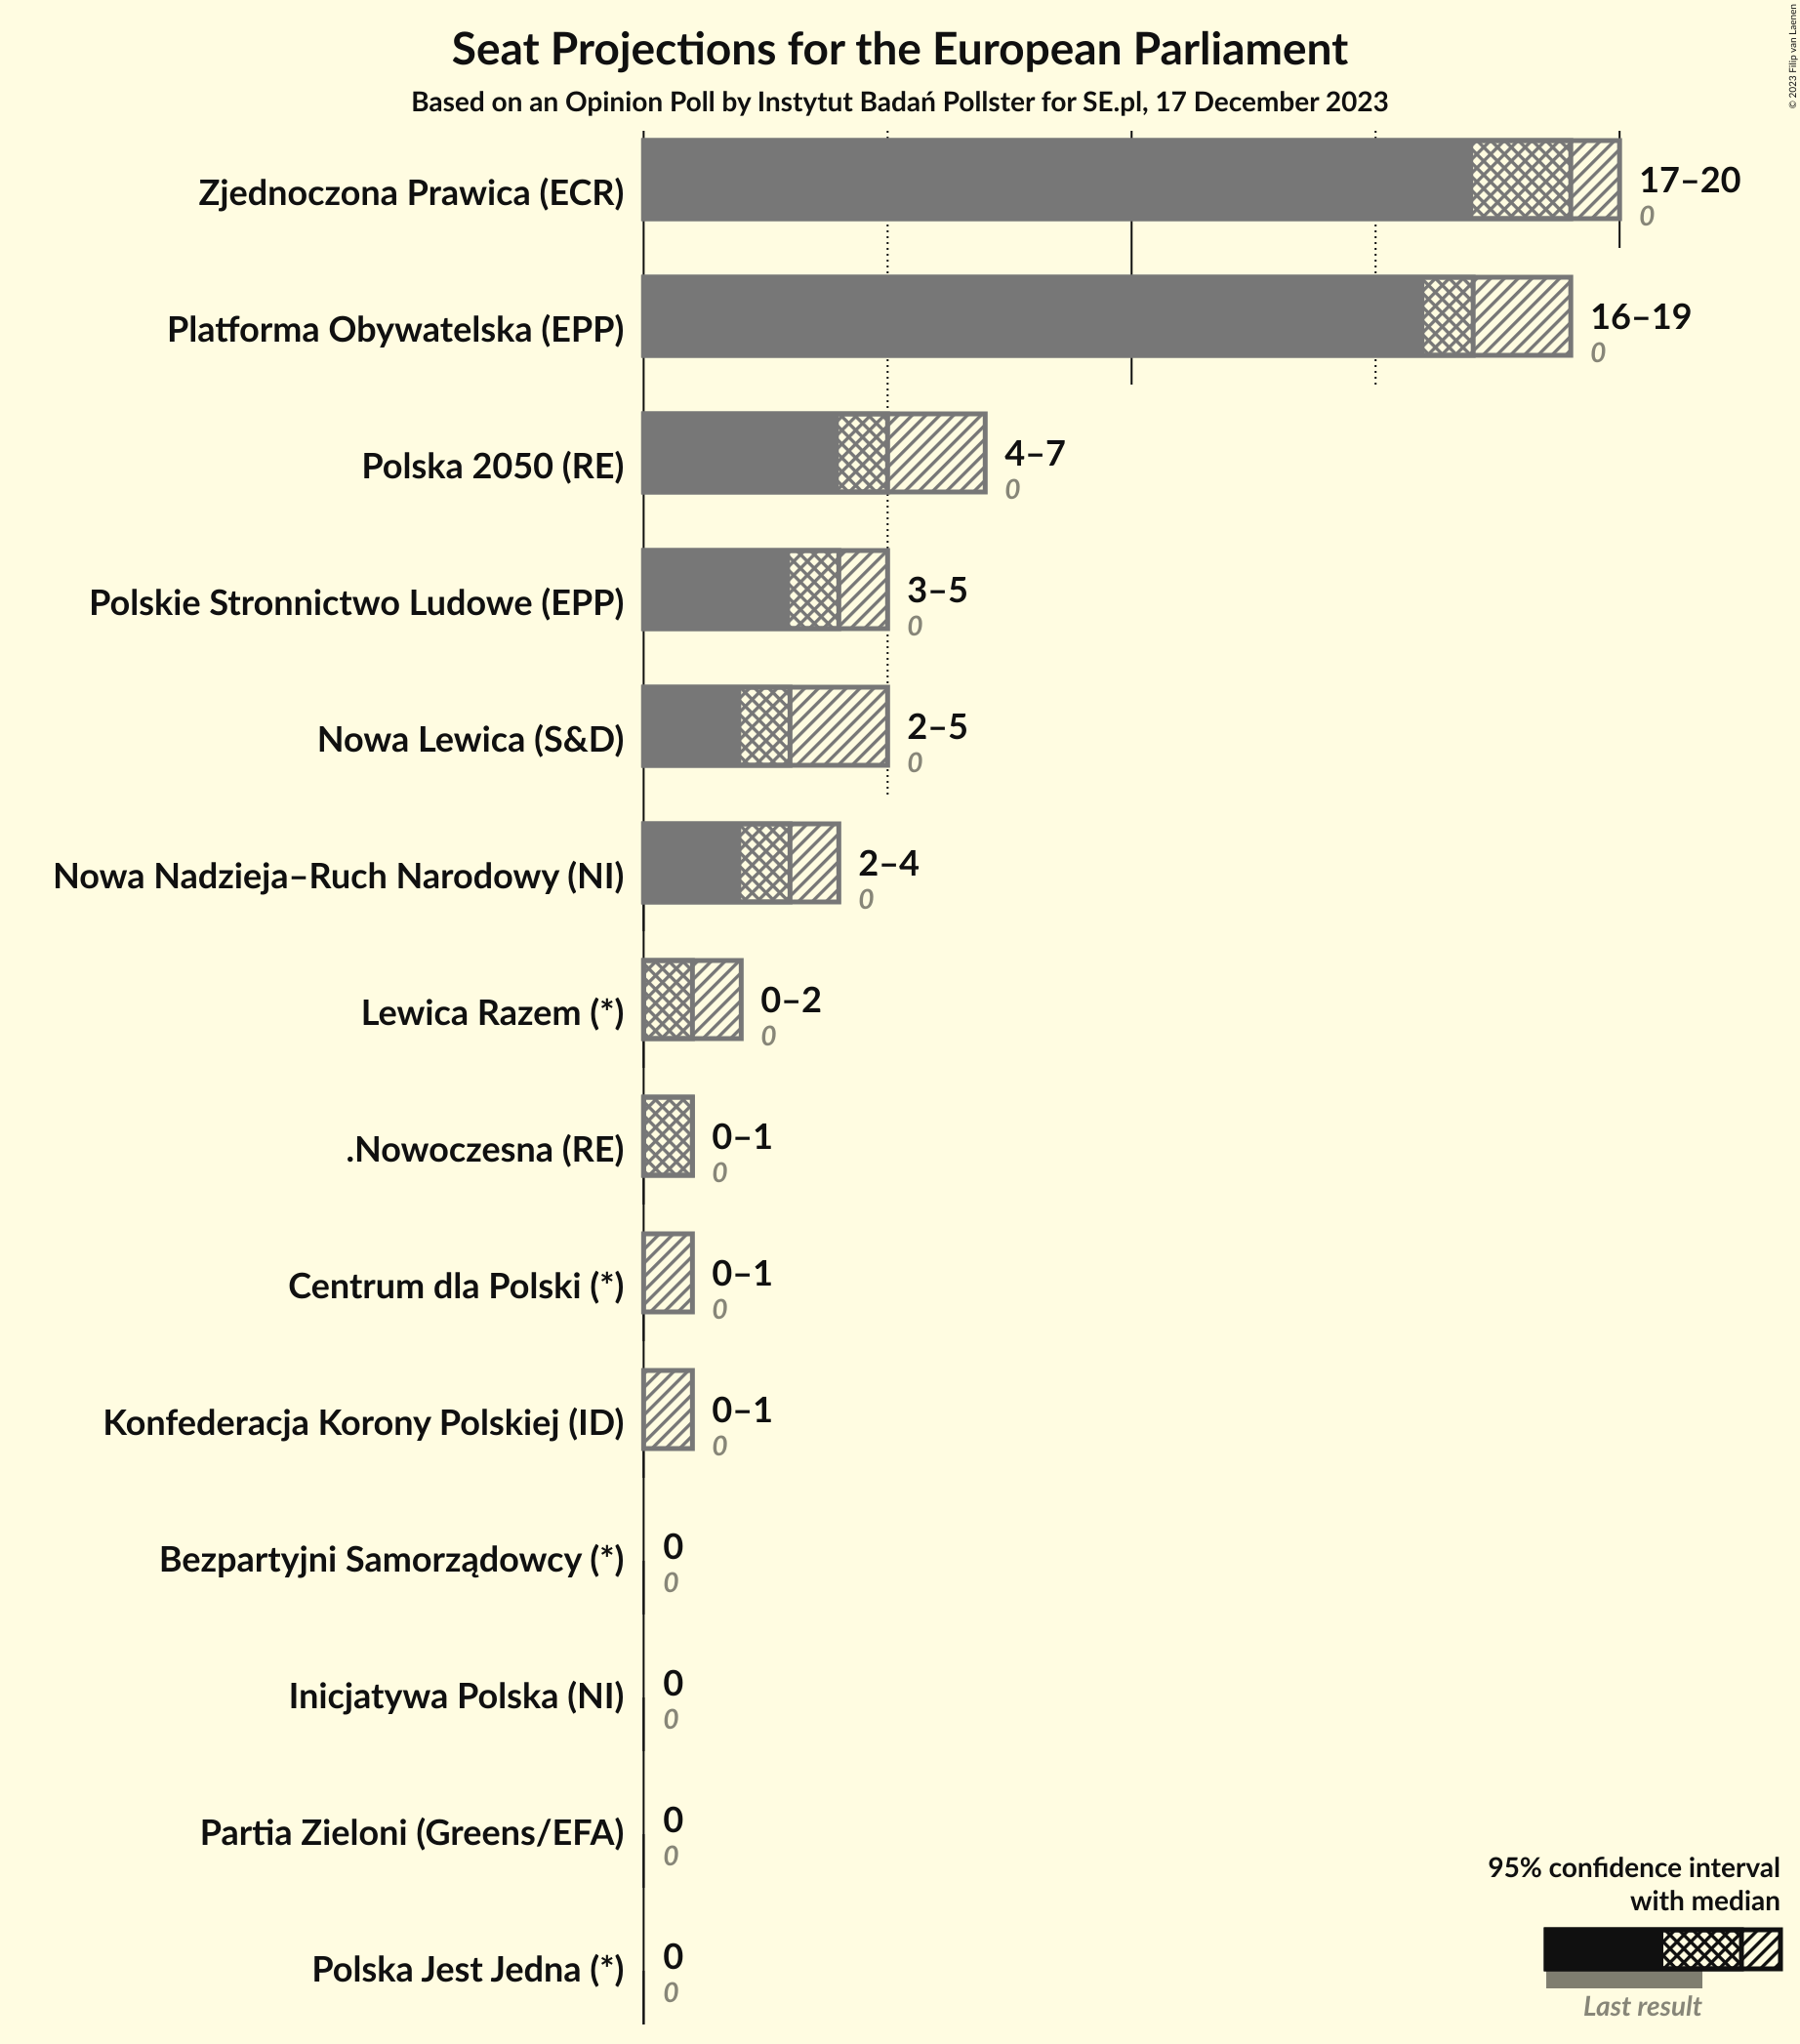 Seat Projections for the European Parliament
Based on an Opinion Poll by Instytut Badań Pollster for SE.pl, 17 December 2023
© 2023 Filip van Laenen
Zjednoczona Prawica (ECR)
17–20
0
Platforma Obywatelska (EPP)
16–19
0
Polska 2050 (RE)
4–7
0
Polskie Stronnictwo Ludowe (EPP)
3–5
0
Nowa Lewica (S&D)
2–5
0
Nowa Nadzieja–Ruch Narodowy (NI)
2–4
0
Lewica Razem (*)
0–2
0
.Nowoczesna (RE)
0–1
0
Centrum dla Polski (*)
0–1
0
Konfederacja Korony Polskiej (ID)
0–1
0
Bezpartyjni Samorządowcy (*)
0
0
Inicjatywa Polska (NI)
0
0
Partia Zieloni (Greens/EFA)
0
0
Polska Jest Jedna (*)
0
0
95% confidence interval
with median
Last result